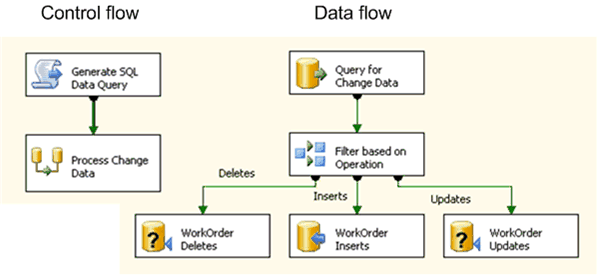 Control flow
Data flow
Generate SQL
Data Query
Process Change
Data
Query for
Change Data
Filter based on
Operation
Deletes
Inserts
Updates
?
WorkOrder
Deletes
WorkOrder
Inserts
?
WorkOrder
Updates